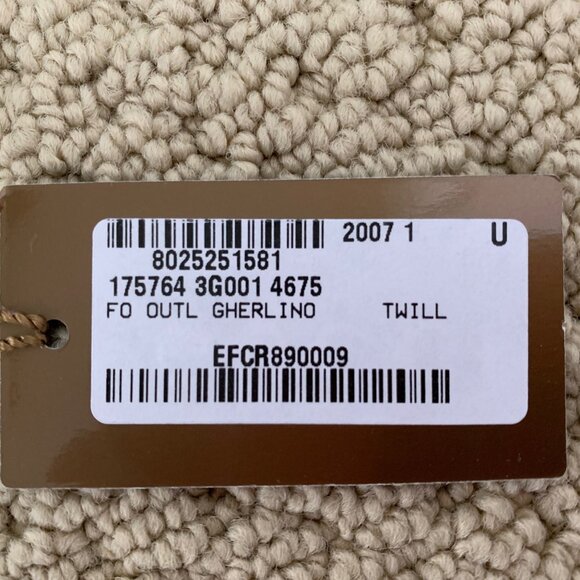 2007 1 U
8025251581
175764 3G001 4675
FO OUTL GHERLINO TWILL
EFCR890009